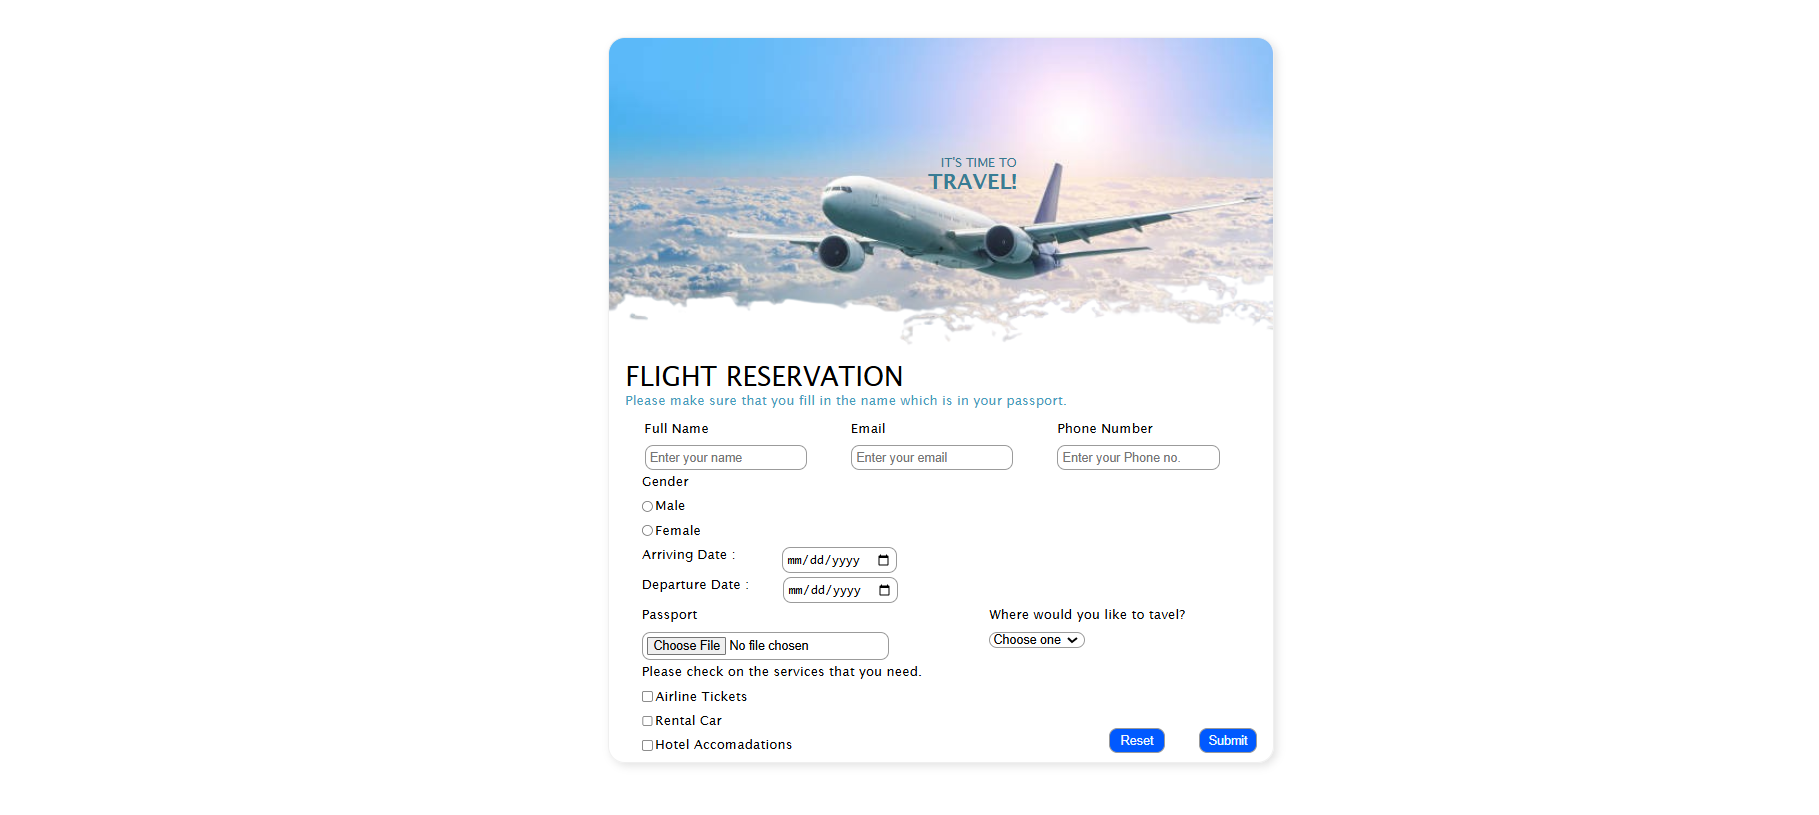 IT'S TIME TO
TRAVEL!
FLIGHT RESERVATION
Please make sure that you fill in the name which is in your passport.
Full Name Email Phone Number
Enter your name Enter your email Enter your Phone no.
Gender
Male
Female
Arriving Date : mm/dd/yyyy
Departure Date : mm/dd/yyyy
Passport Where would you like to tavel?
Choose File No file chosen Choose one
Please check on the services that you need.
Airline Tickets
Rental Car
Hotel Accomadations Reset Submit